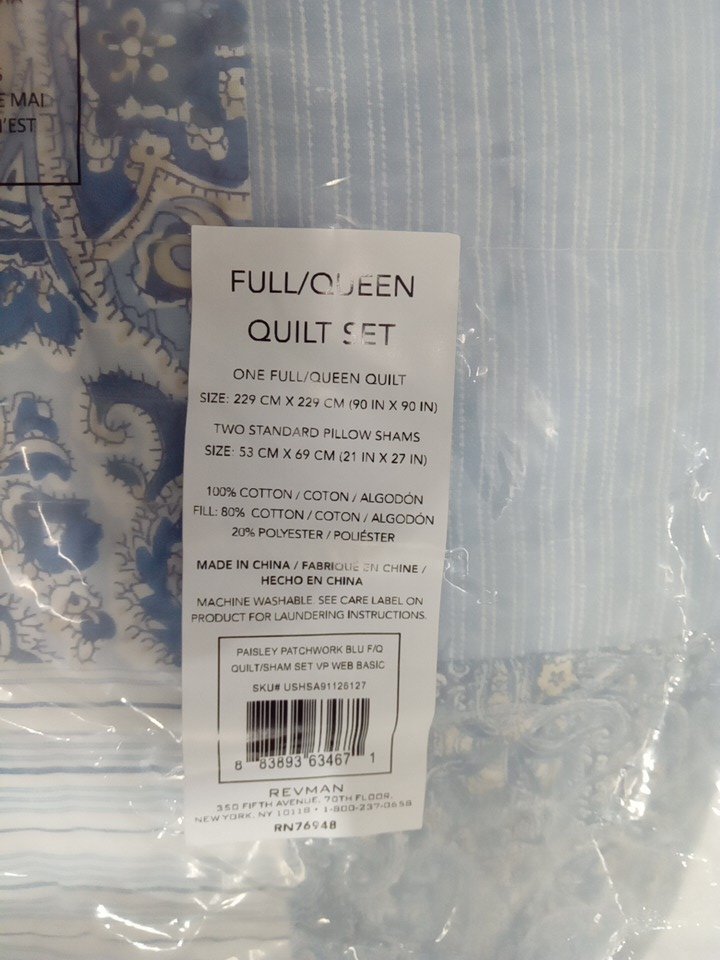 E MAI
N'EST
FULL/QUEEN
QUILT SET
ONE FULL/QUEEN QUILT
SIZE: 229 CM X 229 CM (90 IN X 90 IN)
TWO STANDARD PILLOW SHAMS
SIZE: 53 CM X 69 CM (21 IN X 27 IN)
100% COTTON / COTON / ALGODÓN
FILL: 80% COTTON / COTON / ALGODÓN
20% POLYESTER / POLIÉSTER
MADE IN CHINA / FABRIQUE EN CHINE /
HECHO EN CHINA
MACHINE WASHABLE. SEE CARE LABEL ON
PRODUCT FOR LAUNDERING INSTRUCTIONS.
PAISLEY PATCHWORK BLU F/Q
QUILT/SHAM SET VP WEB BASIC
SKU# USHSA91126127
8 83893 63467 1
REVMAN
350 FIFTH AVENUE, 70TH FLOOR,
NEW YORK, NY 10118 • 1-800-237-0658
RN76948